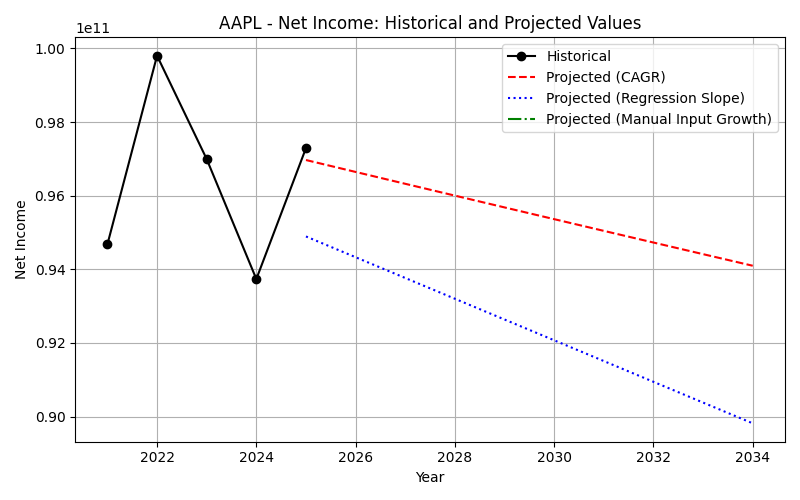 AAPL - Net Income: Historical and Projected Values
1e11
1.00
0.98
0.96
0.94
0.92
0.90
Net Income
Historical
Projected (CAGR)
Projected (Regression Slope)
Projected (Manual Input Growth)
2022 2024 2026 2028 2030 2032 2034
Year